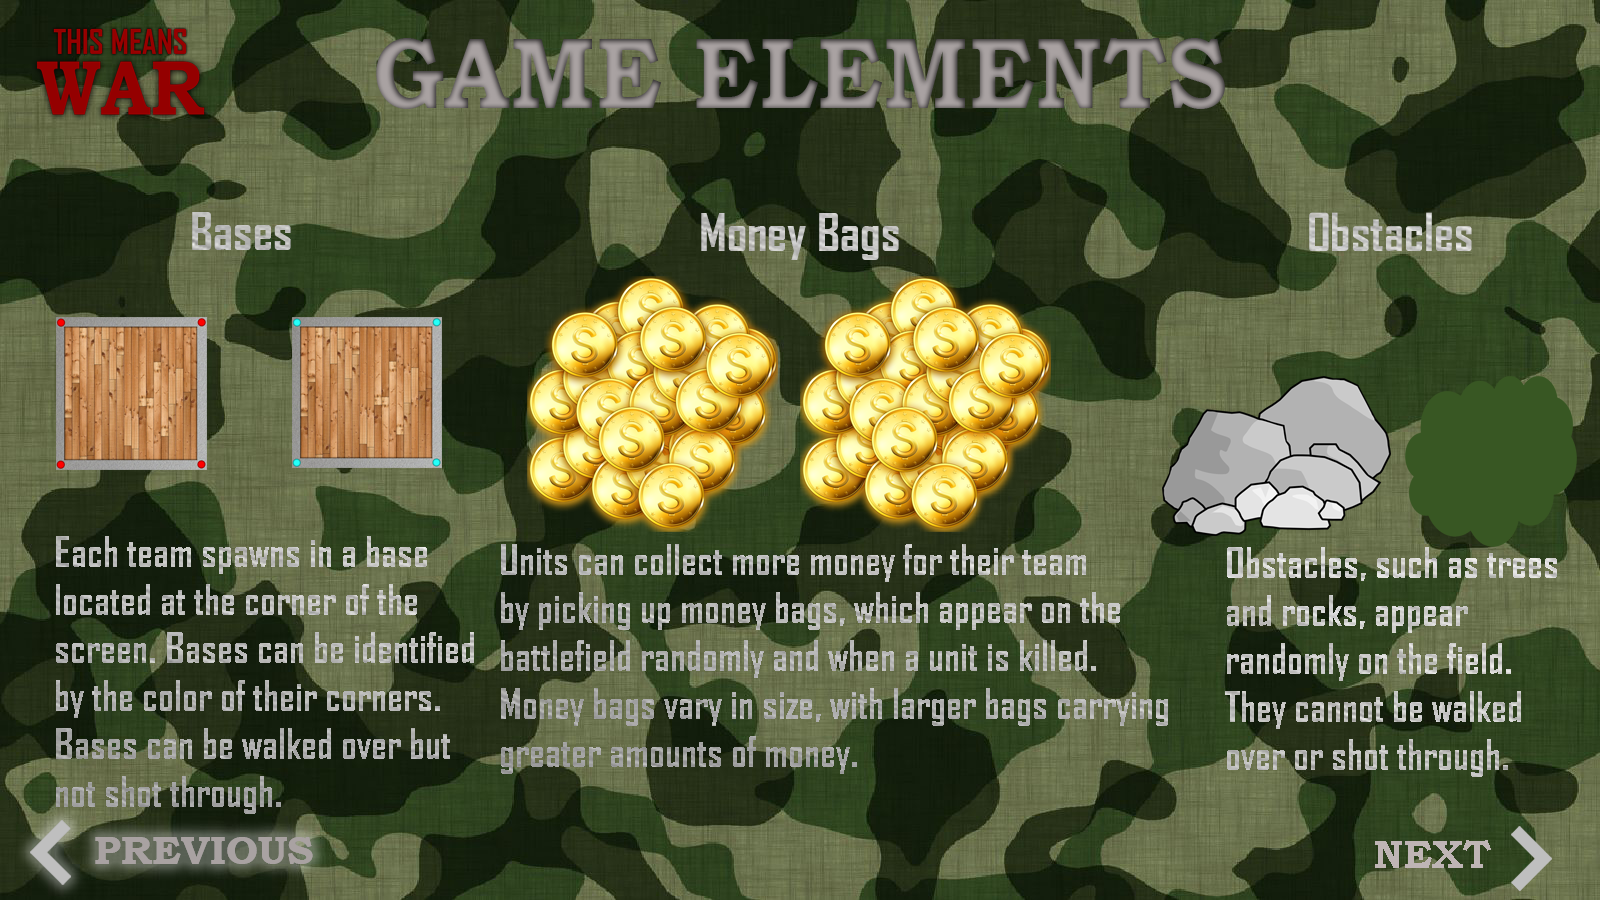 THIS MEANS
WAR
GAME ELEMENTS
Bases
Each team spawns in a base
located at the corner of the
screen. Bases can be identified
by the color of their corners.
Bases can be walked over but
not shot through.
Money Bags
Units can collect more money for their team
by picking up money bags, which appear on the
battlefield randomly and when a unit is killed.
Money bags vary in size, with larger bags carrying
greater amounts of money.
Obstacles
Obstacles, such as trees
and rocks, appear
randomly on the field.
They cannot be walked
over or shot through.
PREVIOUS
NEXT